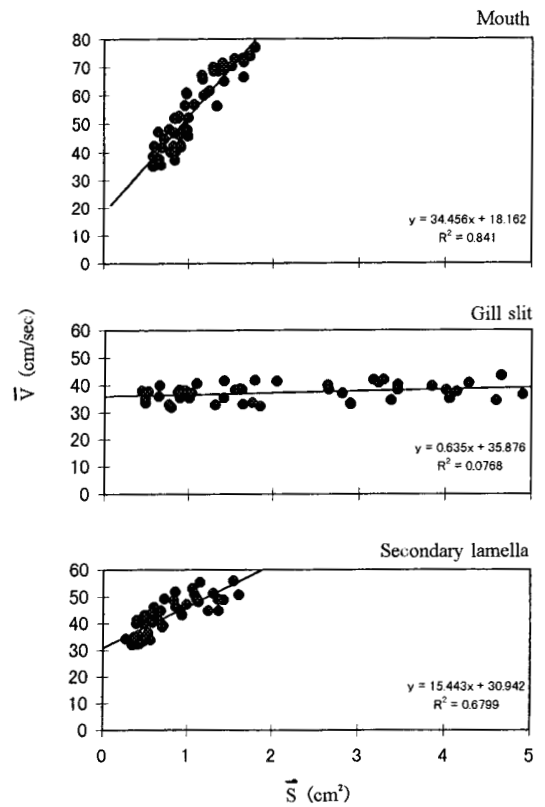 Mouth
80
70
60
50
40
30
20
10
0
y = 34.456x + 18.162
R² = 0.841
V̄ (cm/sec)
Gill slit
60
50
40
30
20
10
0
y = 0.635x + 35.876
R² = 0.0768
Secondary lamella
60
50
40
30
20
10
0
y = 15.443x + 30.942
R² = 0.6799
0 1 2 3 4 5
S̄ (cm²)